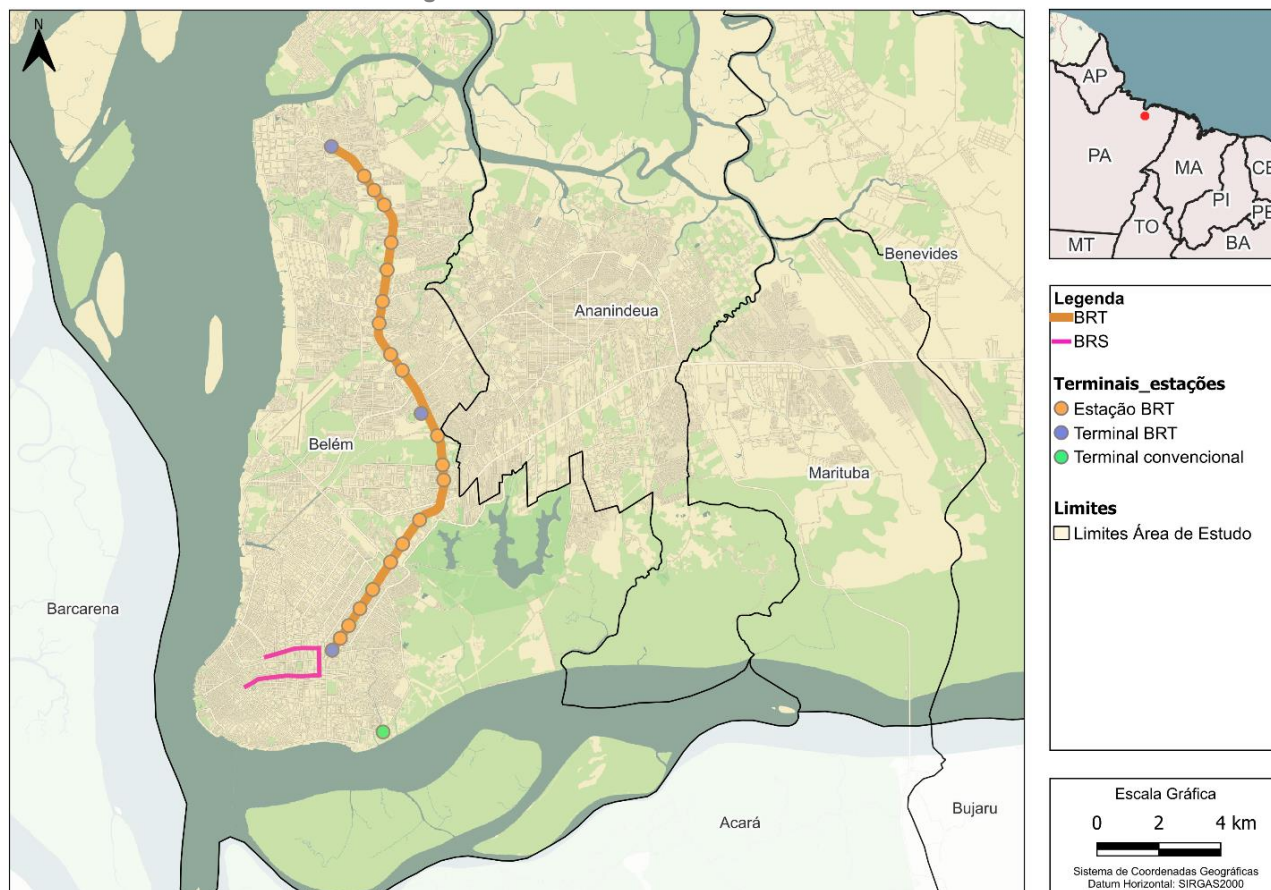 N
Benevides
Ananindeua
Belém
Marituba
Barcarena
Acará
Bujaru
AP
PA
MA
CE
PI
PE
TO
MT
BA
Legenda
BRT
BRS
Terminais_estações
Estação BRT
Terminal BRT
Terminal convencional
Limites
Limites Área de Estudo
Escala Gráfica
0 2 4 km
Sistema de Coordenadas Geográficas
Datum Horizontal: SIRGAS2000